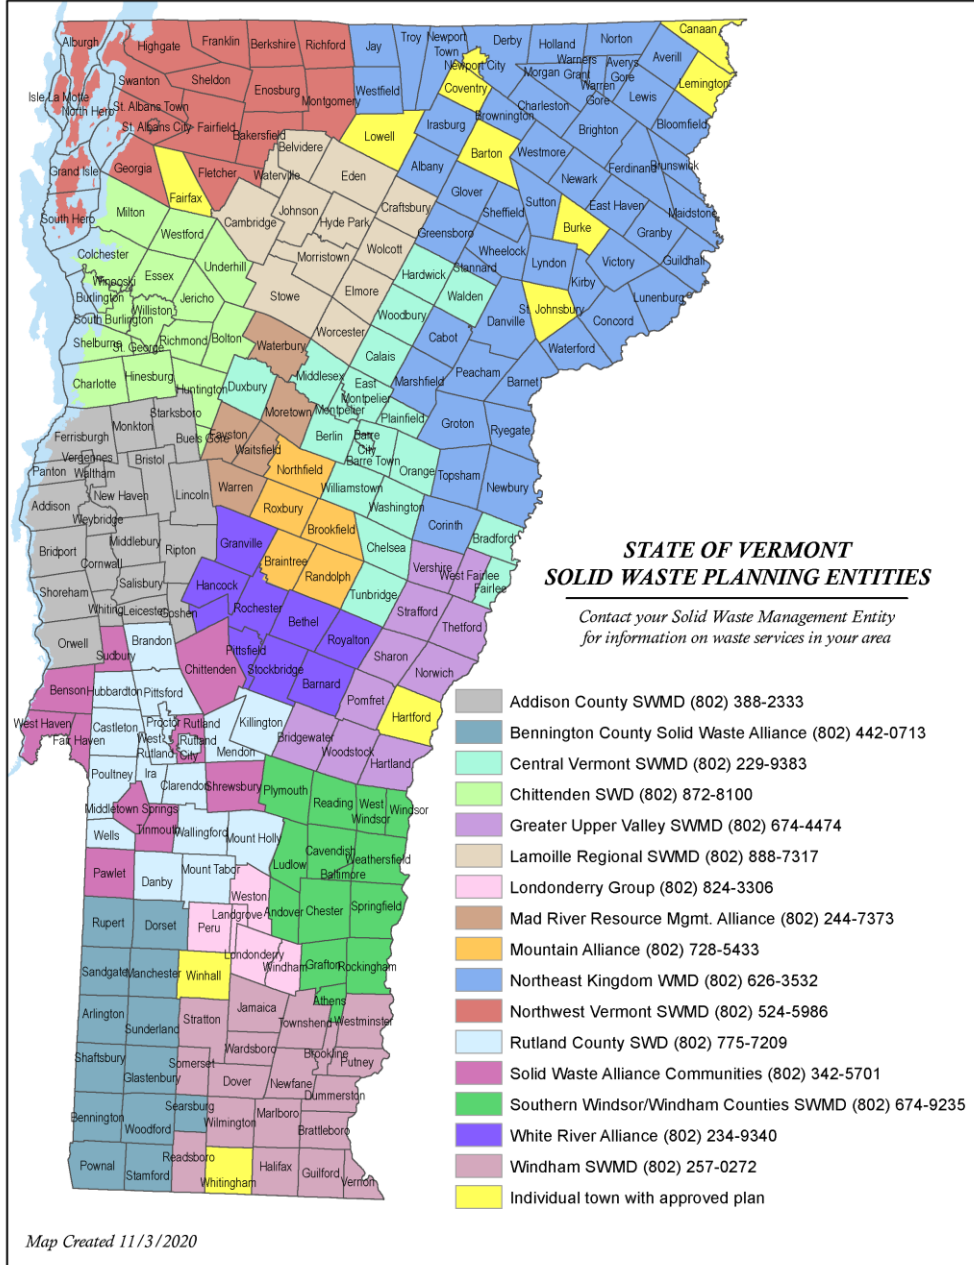 Canaan
Alburgh
Highgate
Franklin
Berkshire
Richford
Jay
Troy
Newport
Town
Derby
Holland
Norton
Averill
Newport City
Warners
Grant
Averys
Gore
Morgan
Warren
Gore
Lewis
Lemington
Swanton
Sheldon
Enosburg
Montgomery
Westfield
Coventry
Charleston
Brighton
Bloomfield
Isle La Motte
North Hero
St. Albans Town
St. Albans City
Fairfield
Bakersfield
Lowell
Irasburg
Brownington
Belvidere
Barton
Westmore
Ferdinand
Brunswick
Grand Isle
Georgia
Fairfax
Fletcher
Waterville
Eden
Albany
Newark
East Haven
Maidstone
South Hero
Milton
Westford
Cambridge
Johnson
Hyde Park
Craftsbury
Glover
Sheffield
Sutton
Burke
Granby
Colchester
Essex
Underhill
Morristown
Wolcott
Greensboro
Wheelock
Stannard
Lyndon
Victory
Guildhall
Winooski
Burlington
Jericho
Stowe
Elmore
Hardwick
Walden
Kirby
Lunenburg
South Burlington
Williston
Woodbury
Danville
St. Johnsbury
Concord
Shelburne
St. George
Richmond
Bolton
Waterbury
Worcester
Calais
Cabot
Waterford
Charlotte
Hinesburg
Huntington
Duxbury
Middlesex
East
Montpelier
Marshfield
Peacham
Barnet
Starksboro
Monkton
Moretown
Montpelier
Plainfield
Groton
Ryegate
Ferrisburgh
Buels Gore
Fayston
Waitsfield
Berlin
Barre
City
Barre Town
Vergennes
Panton
Waltham
Bristol
Northfield
Orange
Topsham
Newbury
Addison
New Haven
Lincoln
Warren
Williamstown
Washington
Weybridge
Roxbury
Brookfield
Corinth
Bradford
Bridport
Middlebury
Ripton
Granville
Chelsea
Cornwall
Braintree
Randolph
Vershire
West Fairlee
Fairlee
Shoreham
Salisbury
Hancock
Tunbridge
Whiting
Leicester
Goshen
Rochester
Bethel
Strafford
Thetford
Orwell
Sudbury
Brandon
Chittenden
Pittsfield
Stockbridge
Royalton
Sharon
Norwich
Benson
Hubbardton
Pittsford
Barnard
Pomfret
Hartford
West Haven
Fair Haven
Castleton
Proctor
Rutland
West
Rutland
Rutland
City
Killington
Mendon
Bridgewater
Woodstock
Hartland
Poultney
Ira
Clarendon
Shrewsbury
Plymouth
Reading
West
Windsor
Windsor
Middletown Springs
Tinmouth
Wallingford
Mount Holly
Wells
Ludlow
Cavendish
Weathersfield
Baltimore
Pawlet
Danby
Mount Tabor
Weston
Andover
Chester
Springfield
Rupert
Dorset
Peru
Landgrove
Londonderry
Windham
Grafton
Rockingham
Sandgate
Manchester
Winhall
Athens
Arlington
Sunderland
Stratton
Jamaica
Townshend
Westminster
Wardsboro
Brookline
Putney
Shaftsbury
Glastenbury
Somerset
Dover
Newfane
Dummerston
Bennington
Woodford
Searsburg
Wilmington
Marlboro
Brattleboro
Pownal
Stamford
Readsboro
Whitingham
Halifax
Guilford
Vernon
STATE OF VERMONT
SOLID WASTE PLANNING ENTITIES
Contact your Solid Waste Management Entity
for information on waste services in your area
Addison County SWMD (802) 388-2333
Bennington County Solid Waste Alliance (802) 442-0713
Central Vermont SWMD (802) 229-9383
Chittenden SWD (802) 872-8100
Greater Upper Valley SWMD (802) 674-4474
Lamoille Regional SWMD (802) 888-7317
Londonderry Group (802) 824-3306
Mad River Resource Mgmt. Alliance (802) 244-7373
Mountain Alliance (802) 728-5433
Northeast Kingdom WMD (802) 626-3532
Northwest Vermont SWMD (802) 524-5986
Rutland County SWD (802) 775-7209
Solid Waste Alliance Communities (802) 342-5701
Southern Windsor/Windham Counties SWMD (802) 674-9235
White River Alliance (802) 234-9340
Windham SWMD (802) 257-0272
Individual town with approved plan
Map Created 11/3/2020